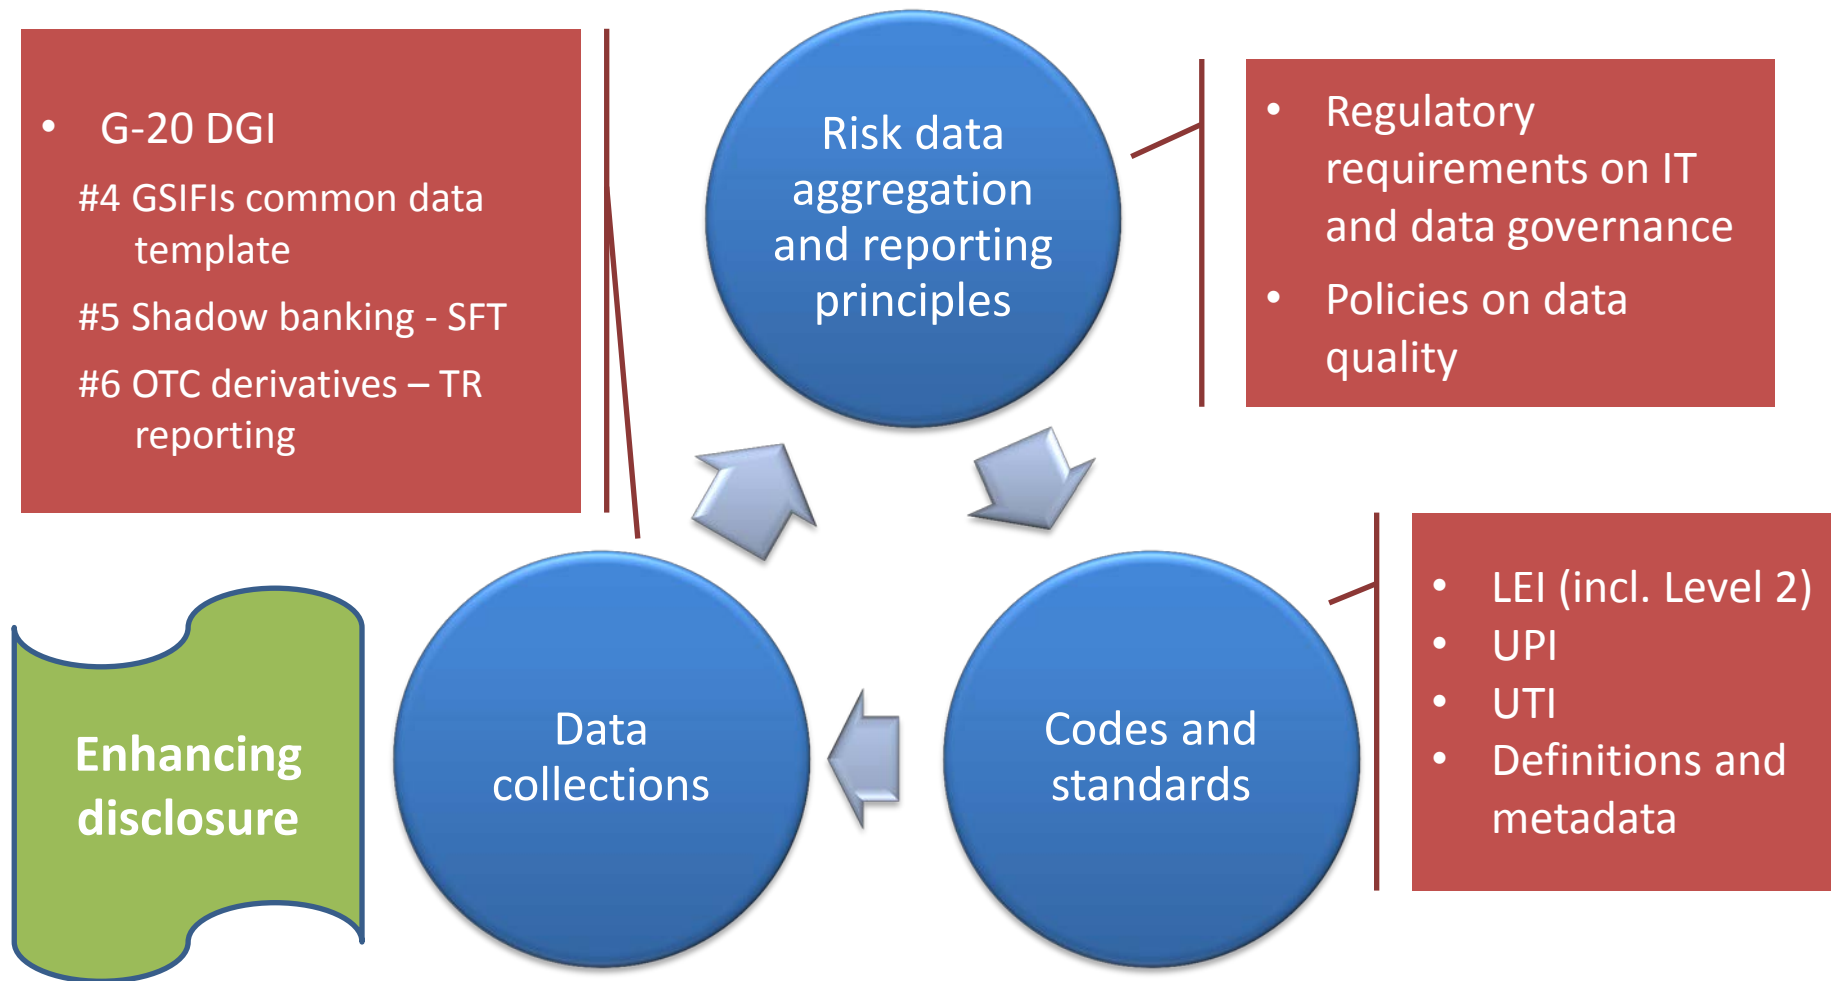 • G-20 DGI
#4 GSIFIs common data
template
#5 Shadow banking - SFT
#6 OTC derivatives – TR
reporting
Risk data
aggregation
and reporting
principles
• Regulatory
requirements on IT
and data governance
• Policies on data
quality
Enhancing
disclosure
Data
collections
Codes and
standards
• LEI (incl. Level 2)
• UPI
• UTI
• Definitions and
metadata